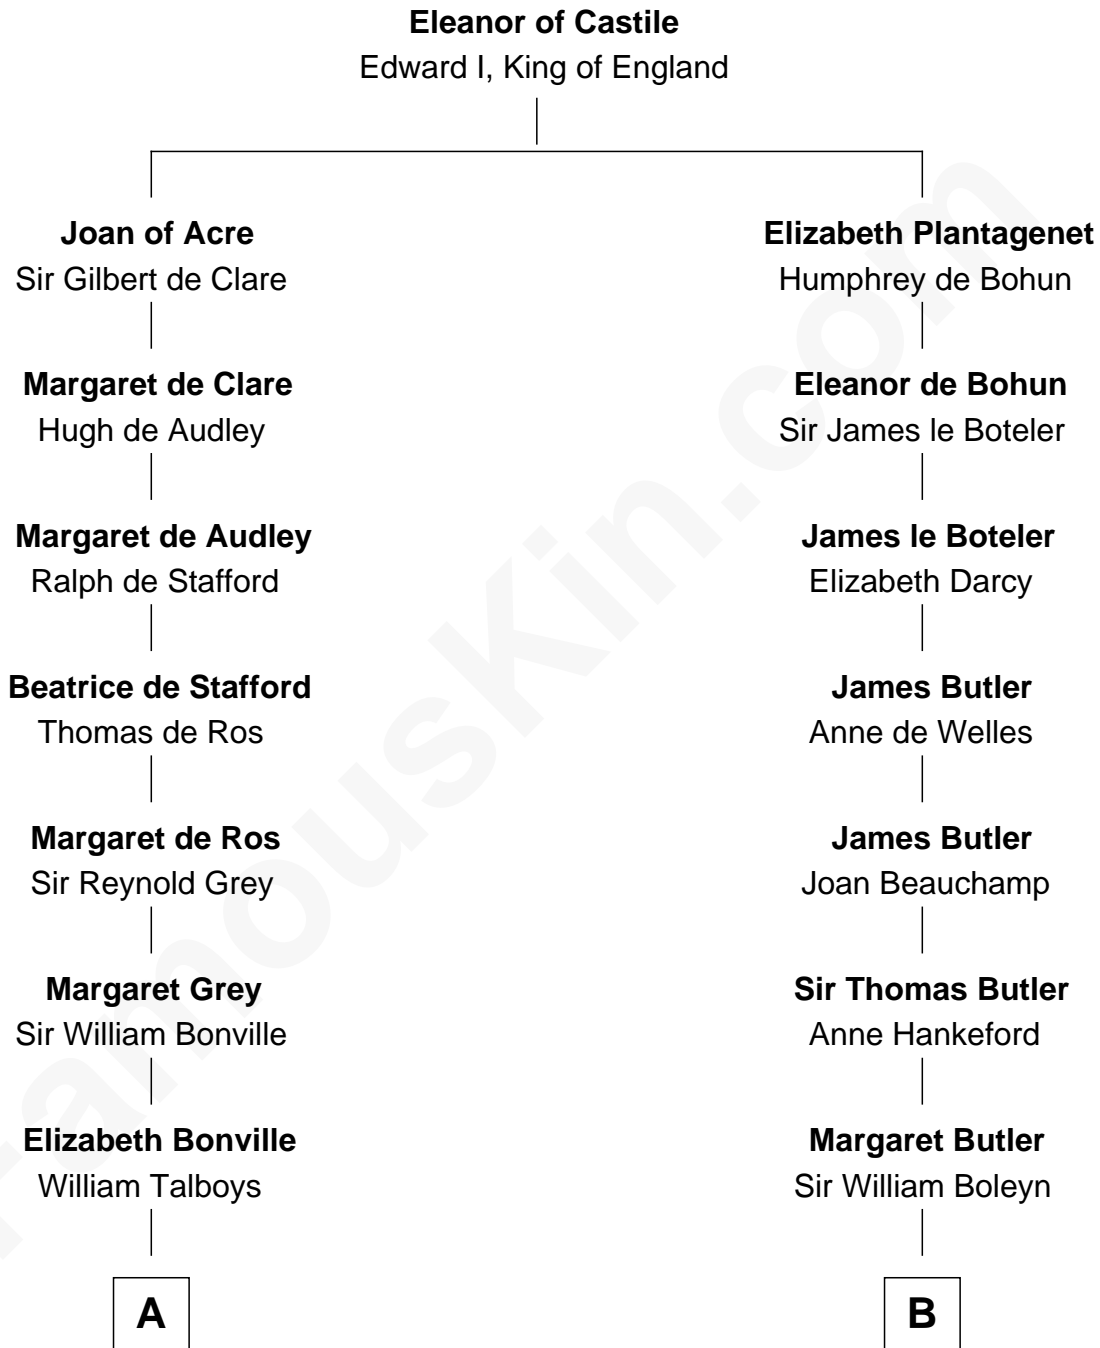 Eleanor of Castile
Edward I, King of England
Joan of Acre
Sir Gilbert de Clare
Elizabeth Plantagenet
Humphrey de Bohun
Margaret de Clare
Hugh de Audley
Eleanor de Bohun
Sir James le Boteler
Margaret de Audley
Ralph de Stafford
James le Boteler
Elizabeth Darcy
Beatrice de Stafford
Thomas de Ros
James Butler
Anne de Welles
Margaret de Ros
Sir Reynold Grey
James Butler
Joan Beauchamp
Margaret Grey
Sir William Bonville
Sir Thomas Butler
Anne Hankeford
Elizabeth Bonville
William Talboys
Margaret Butler
Sir William Boleyn
A
B
FamousKin.com